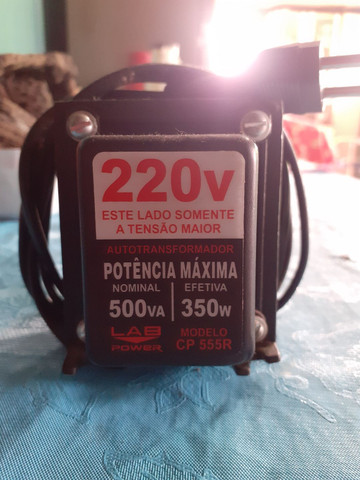 220v
ESTE LADO SOMENTE
A TENSÃO MAIOR
AUTOTRANSFORMADOR
POTÊNCIA MÁXIMA
NOMINAL EFETIVA
500VA 350W
LAB MODELO
POWER CP 555R